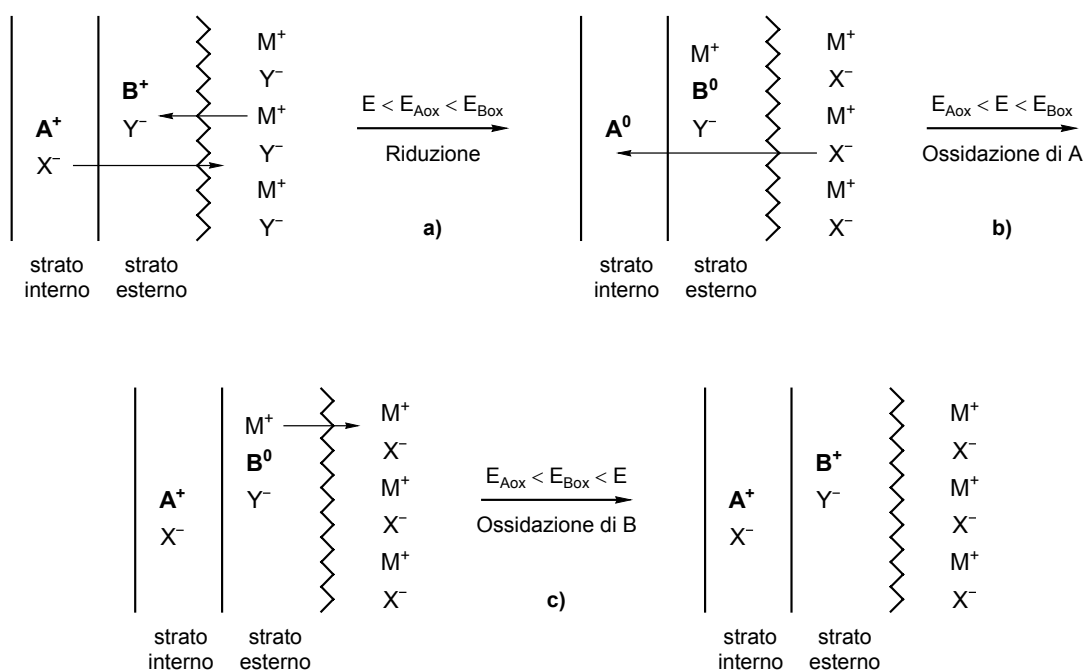 A⁺
X⁻
B⁺
Y⁻
M⁺
Y⁻
M⁺
Y⁻
M⁺
Y⁻
strato interno
strato esterno
E < E_Aox < E_Box
Riduzione
a)
A⁰
M⁺
B⁰
Y⁻
M⁺
X⁻
M⁺
X⁻
M⁺
X⁻
strato interno
strato esterno
E_Aox < E < E_Box
Ossidazione di A
b)
A⁺
X⁻
M⁺
B⁰
Y⁻
M⁺
X⁻
M⁺
X⁻
M⁺
X⁻
strato interno
strato esterno
E_Aox < E_Box < E
Ossidazione di B
c)
A⁺
X⁻
B⁺
Y⁻
M⁺
X⁻
M⁺
X⁻
M⁺
X⁻
strato interno
strato esterno